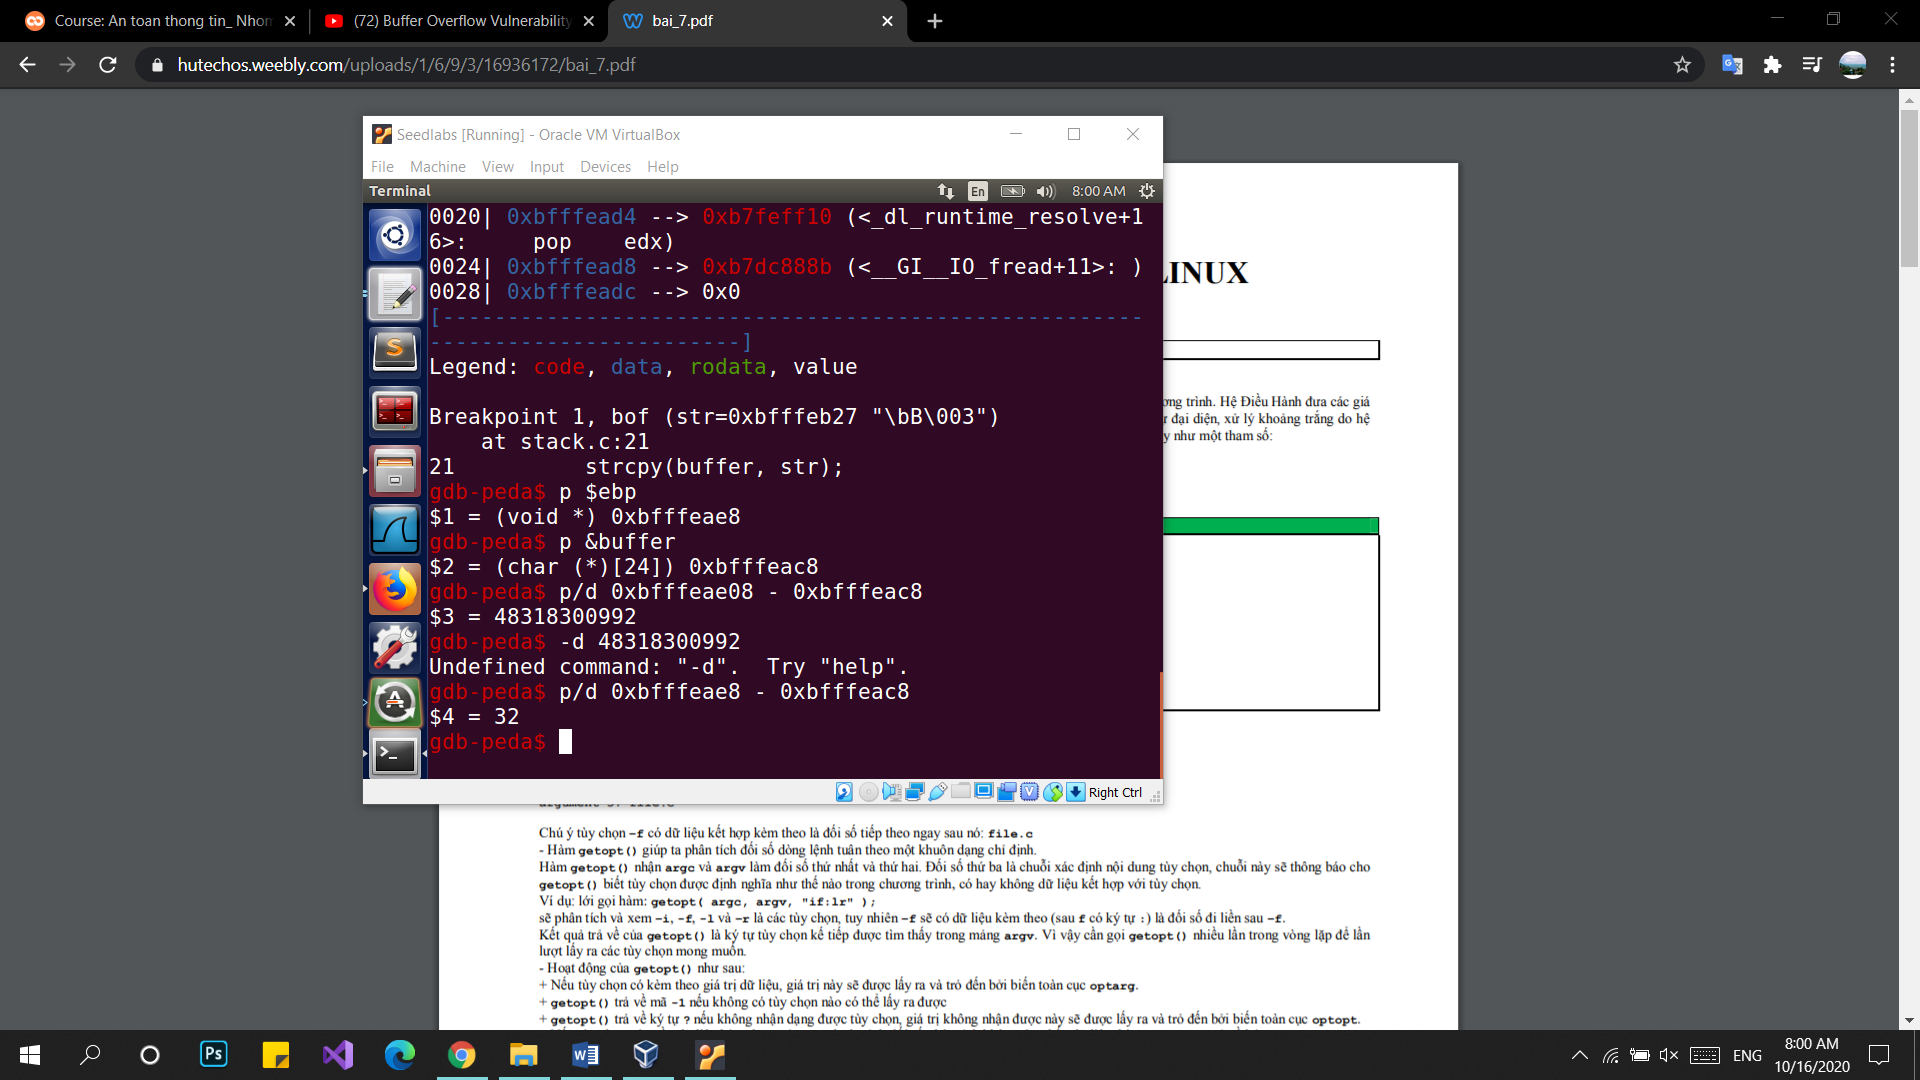 Course: An toan thong tin_ Nhon
(72) Buffer Overflow Vulnerability
bai_7.pdf
hutechos.weebly.com/uploads/1/6/9/3/16936172/bai_7.pdf
Seedlabs [Running] - Oracle VM VirtualBox
File Machine View Input Devices Help
Terminal
En
8:00 AM
0020| 0xbfffead4 --> 0xb7feff10 (<_dl_runtime_resolve+1
6>: pop edx)
0024| 0xbfffead8 --> 0xb7dc888b (<__GI__IO_fread+11>: )
0028| 0xbfffeadc --> 0x0
[------------------------------------------------------
------------------------]
Legend: code, data, rodata, value
Breakpoint 1, bof (str=0xbfffeb27 "\bB\003")
at stack.c:21
21 strcpy(buffer, str);
gdb-peda$ p $ebp
$1 = (void *) 0xbfffeae8
gdb-peda$ p &buffer
$2 = (char (*)[24]) 0xbfffeac8
gdb-peda$ p/d 0xbfffeae08 - 0xbfffeac8
$3 = 48318300992
gdb-peda$ -d 48318300992
Undefined command: "-d". Try "help".
gdb-peda$ p/d 0xbfffeae8 - 0xbfffeac8
$4 = 32
gdb-peda$
Right Ctrl
LINUX
ơng trình. Hệ Điều Hành đưa các giá
đại diện, xử lý khoảng trắng do hệ
y như một tham số:
Chú ý tùy chọn –f có dữ liệu kết hợp kèm theo là đối số tiếp theo ngay sau nó: file.c
- Hàm getopt() giúp ta phân tích đối số dòng lệnh tuân theo một khuôn dạng chỉ định.
Hàm getopt() nhận argc và argv làm đối số thứ nhất và thứ hai. Đối số thứ ba là chuỗi xác định nội dung tùy chọn, chuỗi này sẽ thông báo cho
getopt() biết tùy chọn được định nghĩa như thế nào trong chương trình, có hay không dữ liệu kết hợp với tùy chọn.
Ví dụ: lời gọi hàm: getopt( argc, argv, "if:lr" );
sẽ phân tích và xem –i, -f, -l và -r là các tùy chọn, tuy nhiên –f sẽ có dữ liệu kèm theo (sau f có ký tự :) là đối số đi liền sau –f.
Kết quả trả về của getopt() là ký tự tùy chọn kế tiếp được tìm thấy trong mảng argv. Vì vậy cần gọi getopt() nhiều lần trong vòng lặp để lần
lượt lấy ra các tùy chọn mong muốn.
- Hoạt động của getopt() như sau:
+ Nếu tùy chọn có kèm theo giá trị dữ liệu, giá trị này sẽ được lấy ra và trỏ đến bởi biến toàn cục optarg.
+ getopt() trả về mã -1 nếu không có tùy chọn nào có thể lấy ra được
+ getopt() trả về ký tự ? nếu không nhận dạng được tùy chọn, giá trị không nhận được này sẽ được lấy ra và trỏ đến bởi biến toàn cục optopt.
ENG
8:00 AM
10/16/2020